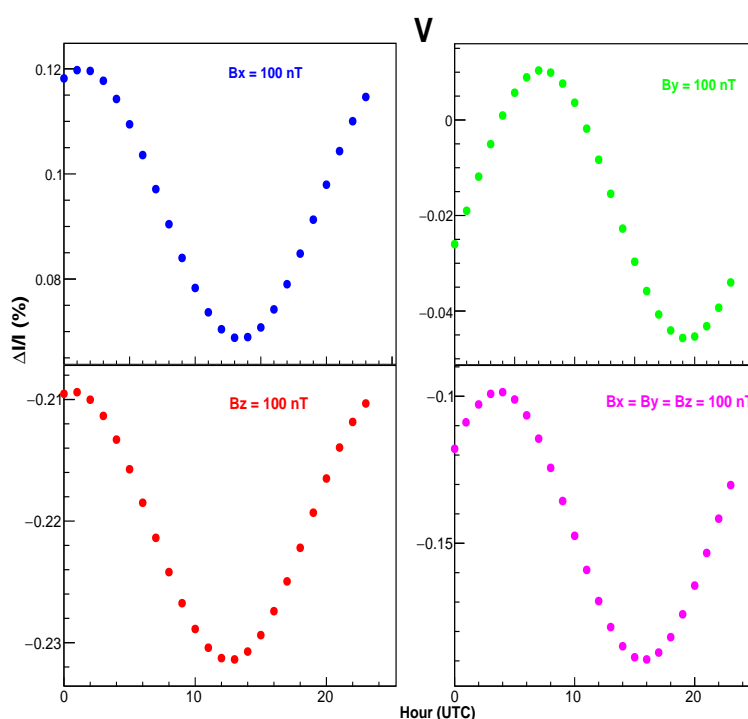 V
Bx = 100 nT
0.12
0.1
0.08
By = 100 nT
0
−0.02
−0.04
ΔI/I (%)
Bz = 100 nT
−0.21
−0.22
−0.23
0 10 20
Bx = By = Bz = 100 nT
−0.1
−0.15
0 10 20
Hour (UTC)